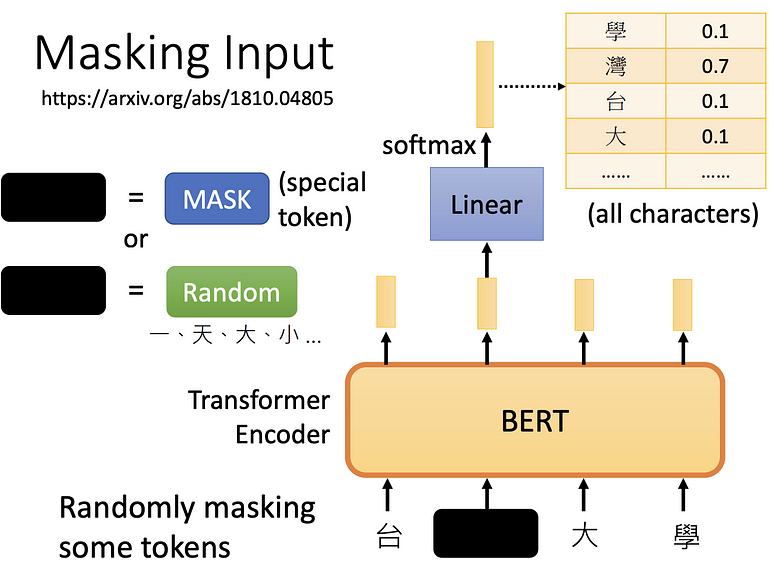 Masking Input
https://arxiv.org/abs/1810.04805
學 0.1
灣 0.7
台 0.1
大 0.1
...... ......
(all characters)
softmax
Linear
= MASK (special
token)
or
= Random
一、天、大、小 ...
Transformer
Encoder
BERT
Randomly masking
some tokens
台 大 學